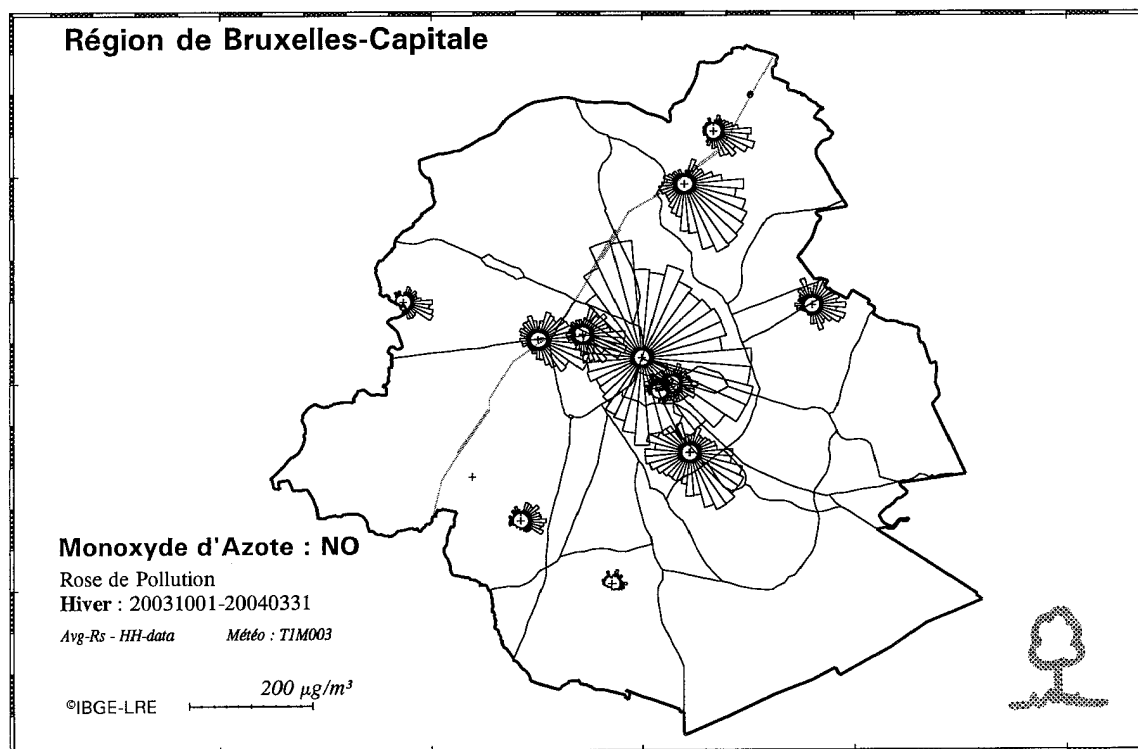 Région de Bruxelles-Capitale
Monoxyde d'Azote : NO
Rose de Pollution
Hiver : 20031001-20040331
Avg-Rs - HH-data Météo : T1M003
200 µg/m³
©IBGE-LRE